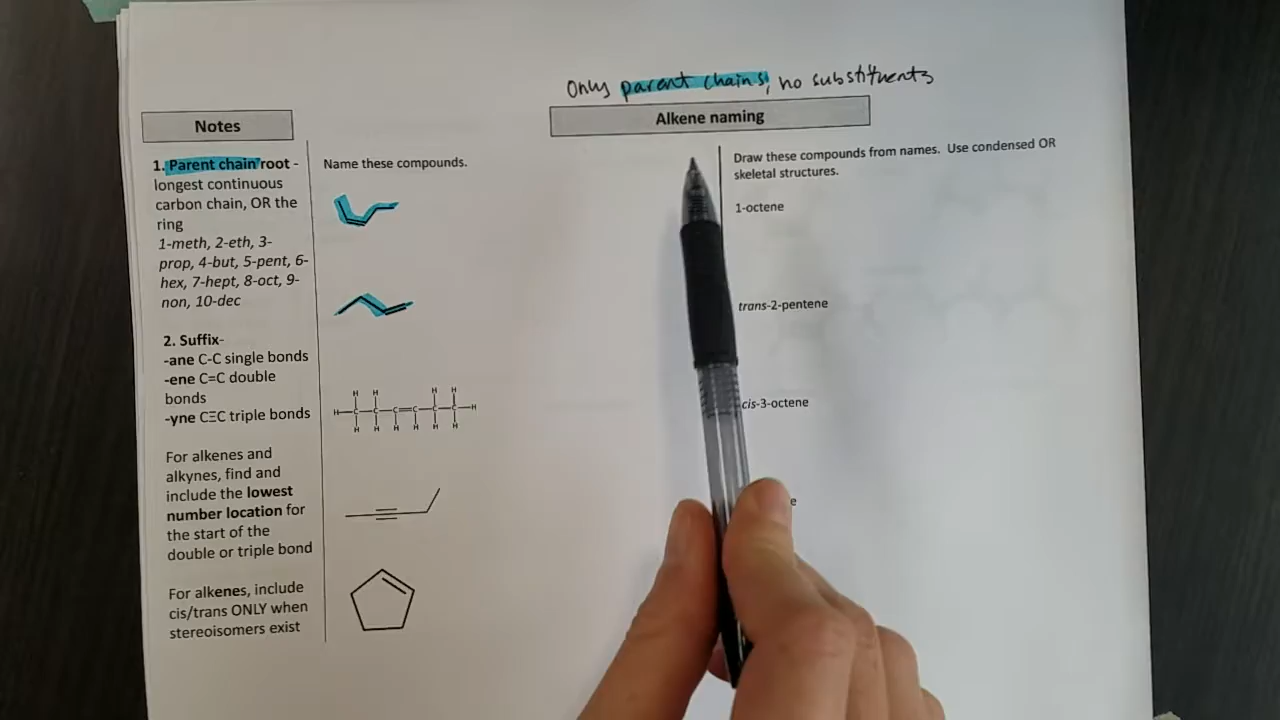 Only parent chains, no substituents
Alkene naming
Notes
1. Parent chain root -
longest continuous
carbon chain, OR the
ring
1-meth, 2-eth, 3-
prop, 4-but, 5-pent, 6-
hex, 7-hept, 8-oct, 9-
non, 10-dec
2. Suffix-
-ane C-C single bonds
-ene C=C double
bonds
-yne C≡C triple bonds
For alkenes and
alkynes, find and
include the lowest
number location for
the start of the
double or triple bond
For alkenes, include
cis/trans ONLY when
stereoisomers exist
Name these compounds.
H H H H
H C C C C C C H
H H H H H H
Draw these compounds from names. Use condensed OR
skeletal structures.
1-octene
trans-2-pentene
cis-3-octene
e